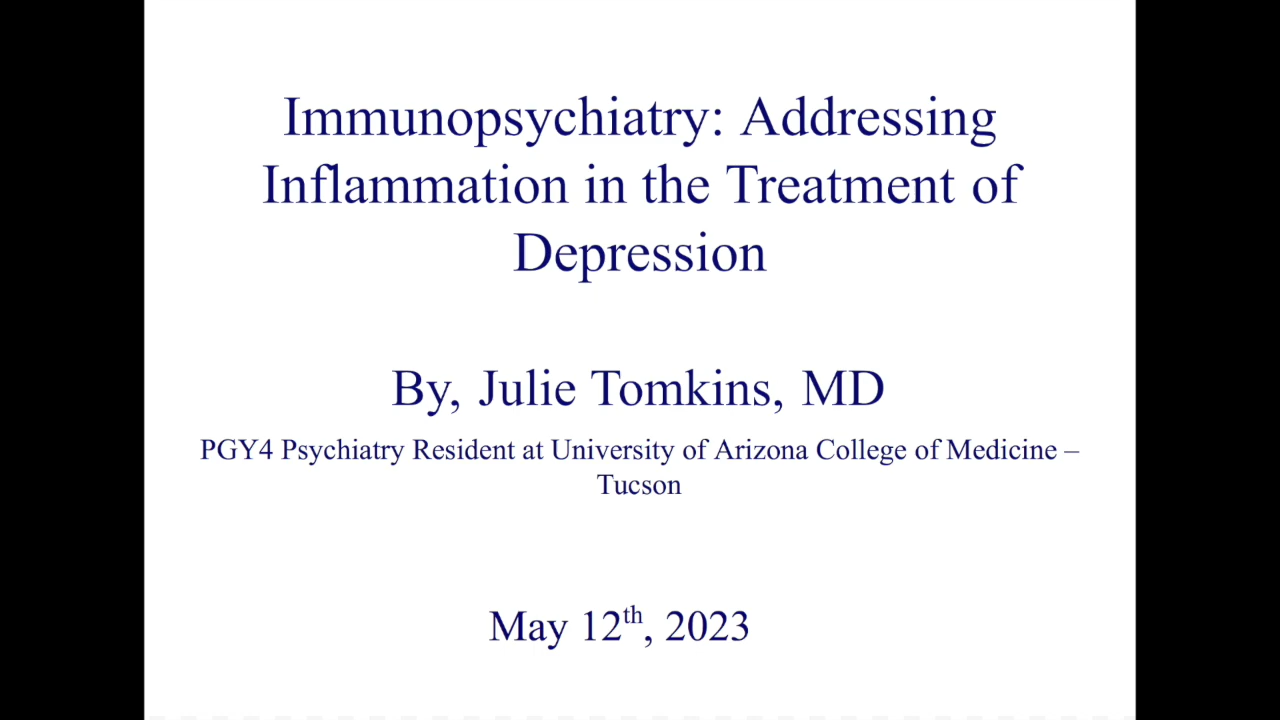 Immunopsychiatry: Addressing
Inflammation in the Treatment of
Depression
By, Julie Tomkins, MD
PGY4 Psychiatry Resident at University of Arizona College of Medicine –
Tucson
May 12th, 2023